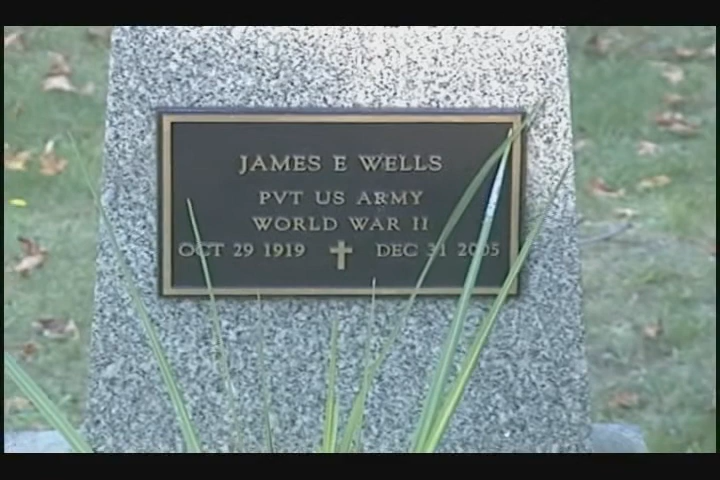 JAMES E WELLS
PVT US ARMY
WORLD WAR II
OCT 29 1919 DEC 31 2005